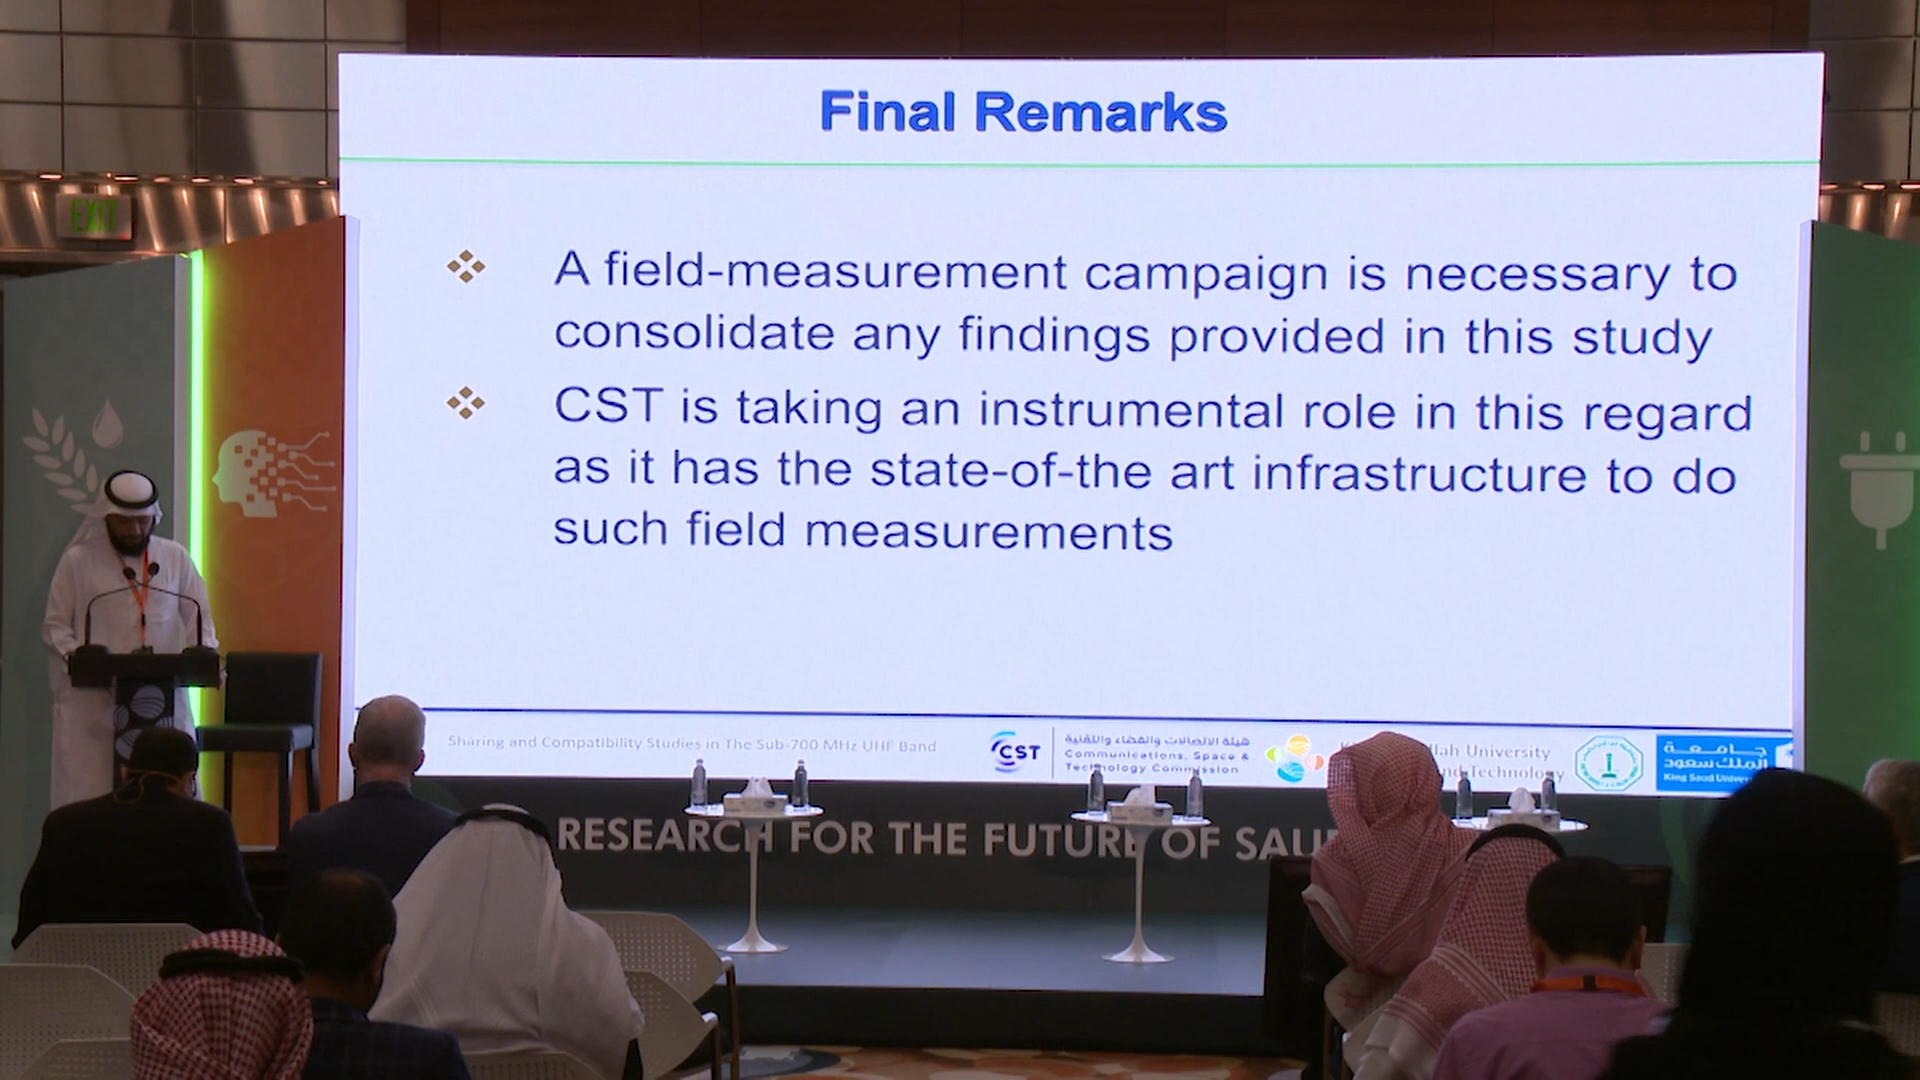 EXIT
Final Remarks
A field-measurement campaign is necessary to
consolidate any findings provided in this study
CST is taking an instrumental role in this regard
as it has the state-of-the art infrastructure to do
such field measurements
Sharing and Compatibility Studies in The Sub-700 MHz UHF Band
CST
هيئة الاتصالات والفضاء والتقنية
Communications, Space &
Technology Commission
University
Technology
جامعة
الملك سعود
King Saud
RESEARCH FOR THE FUTURE OF